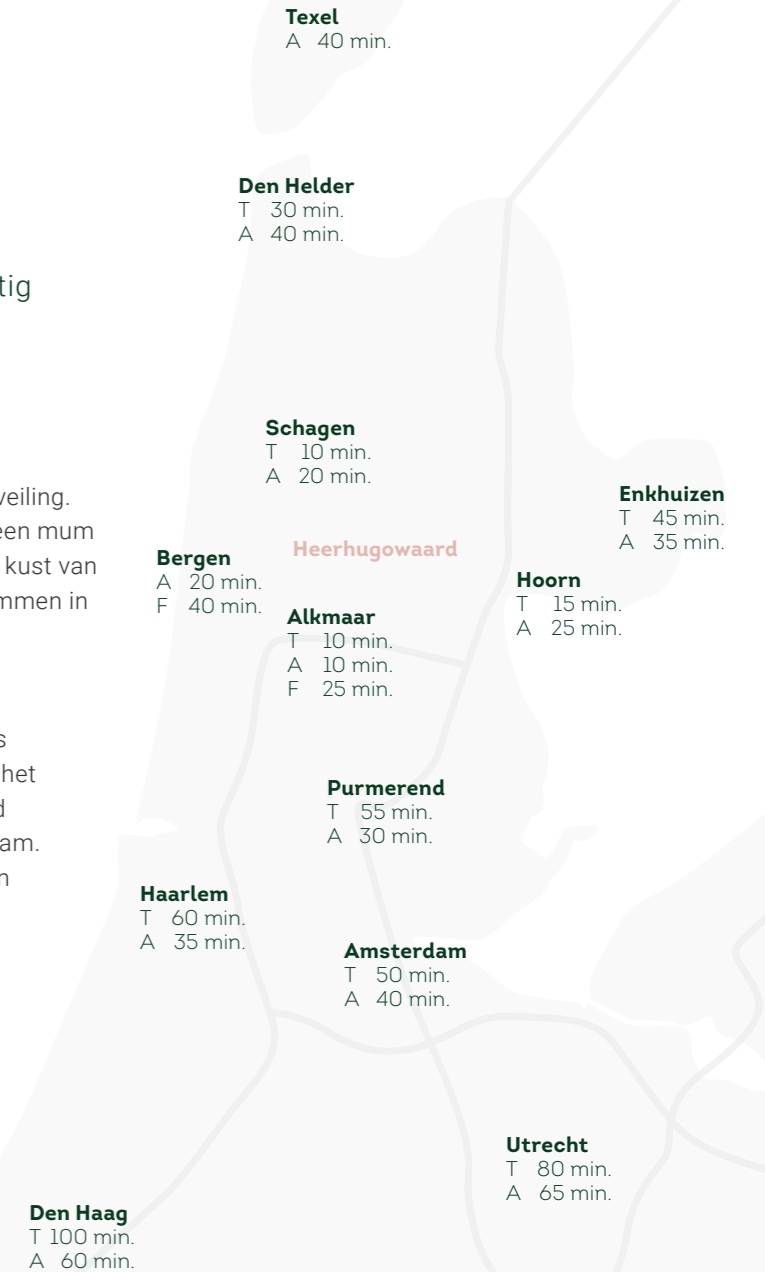 Texel
A 40 min.
Den Helder
T 30 min.
A 40 min.
tig
Schagen
T 10 min.
A 20 min.
veiling.
een mum
kust van
mmen in
Enkhuizen
T 45 min.
A 35 min.
Heerhugowaard
Bergen
A 20 min.
F 40 min.
Hoorn
T 15 min.
A 25 min.
Alkmaar
T 10 min.
A 10 min.
F 25 min.
s
het
d
am.
n
Purmerend
T 55 min.
A 30 min.
Haarlem
T 60 min.
A 35 min.
Amsterdam
T 50 min.
A 40 min.
Utrecht
T 80 min.
A 65 min.
Den Haag
T 100 min.
A 60 min.